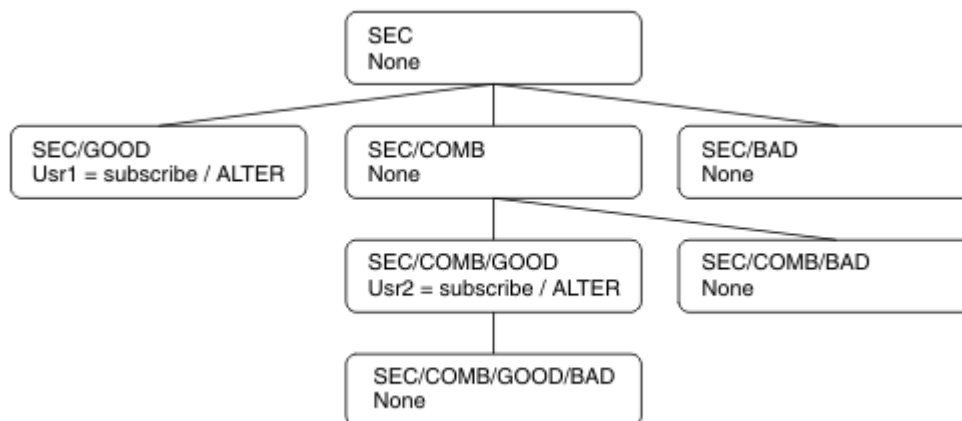 SEC
None
SEC/GOOD
Usr1 = subscribe / ALTER
SEC/COMB
None
SEC/BAD
None
SEC/COMB/GOOD
Usr2 = subscribe / ALTER
SEC/COMB/BAD
None
SEC/COMB/GOOD/BAD
None